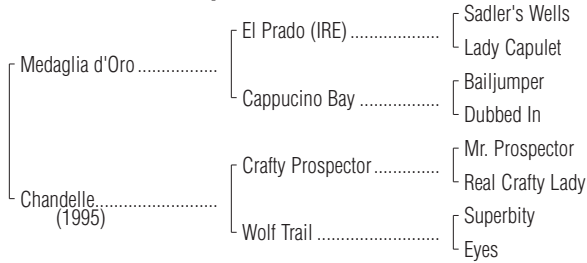 Sadler's Wells
El Prado (IRE) ....................
Lady Capulet
Medaglia d'Oro .................
Bailjumper
Cappucino Bay ..................
Dubbed In
Mr. Prospector
Crafty Prospector...............
Real Crafty Lady
Chandelle..........................
(1995)
Superbity
Wolf Trail ...........................
Eyes